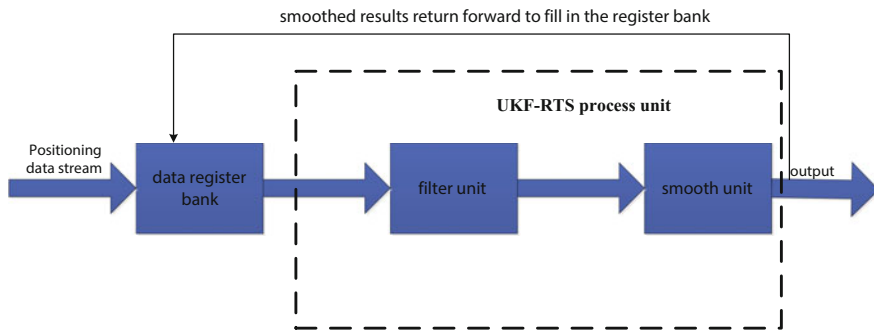 smoothed results return forward to fill in the register bank
UKF-RTS process unit
Positioning
data stream
data register
bank
filter unit
smooth unit
output